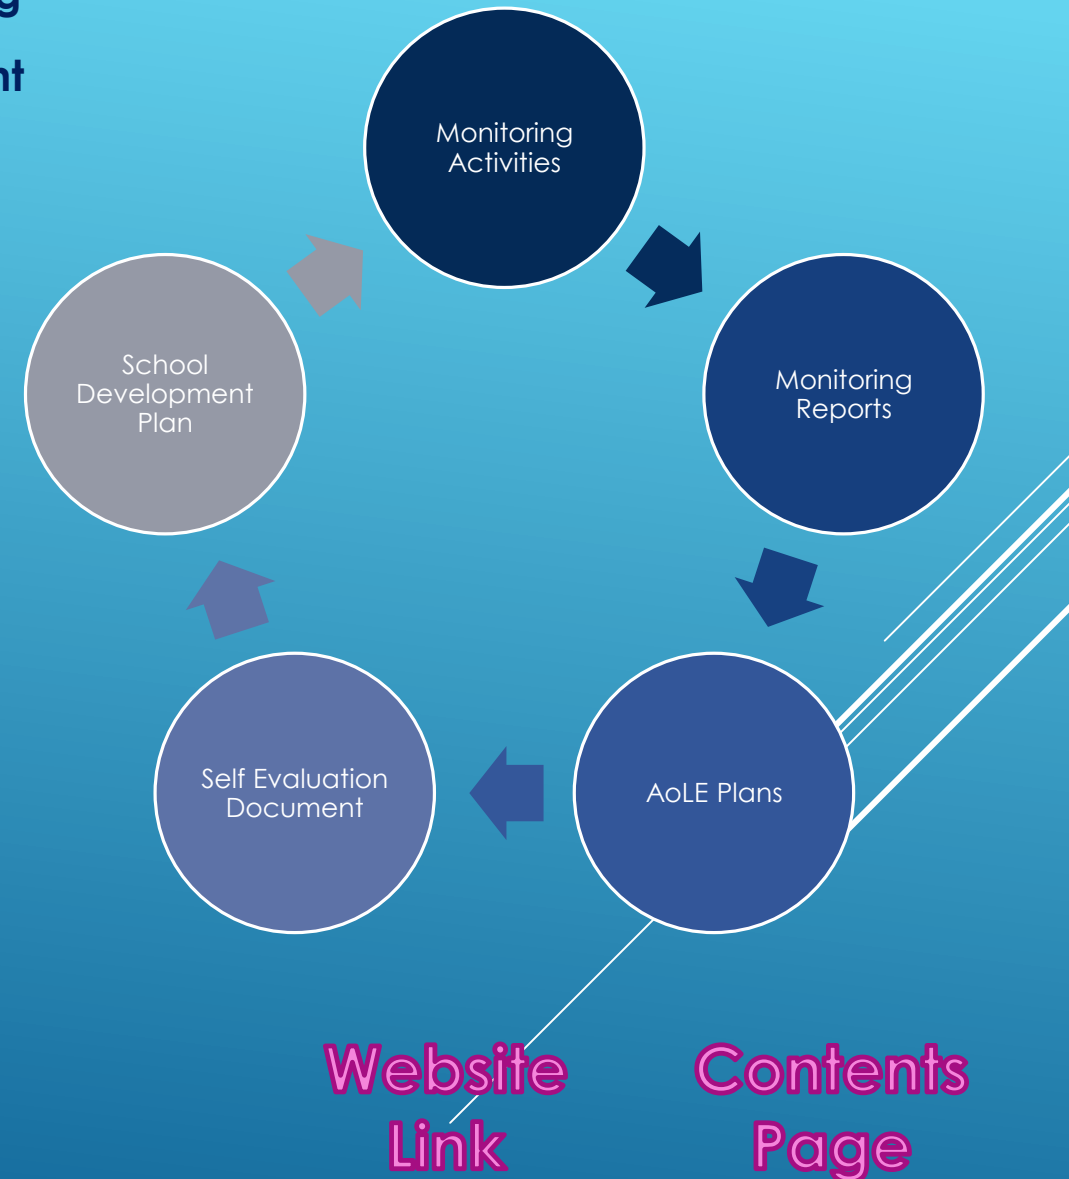 Monitoring
Activities
Monitoring
Reports
AoLE Plans
Self Evaluation
Document
School
Development
Plan
Website
Link
Contents
Page